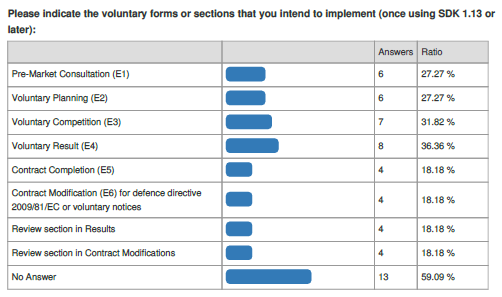 Please indicate the voluntary forms or sections that you intend to implement (once using SDK 1.13 or
later):
Answers Ratio
Pre-Market Consultation (E1) 6 27.27 %
Voluntary Planning (E2) 6 27.27 %
Voluntary Competition (E3) 7 31.82 %
Voluntary Result (E4) 8 36.36 %
Contract Completion (E5) 4 18.18 %
Contract Modification (E6) for defence directive
2009/81/EC or voluntary notices 4 18.18 %
Review section in Results 4 18.18 %
Review section in Contract Modifications 4 18.18 %
No Answer 13 59.09 %